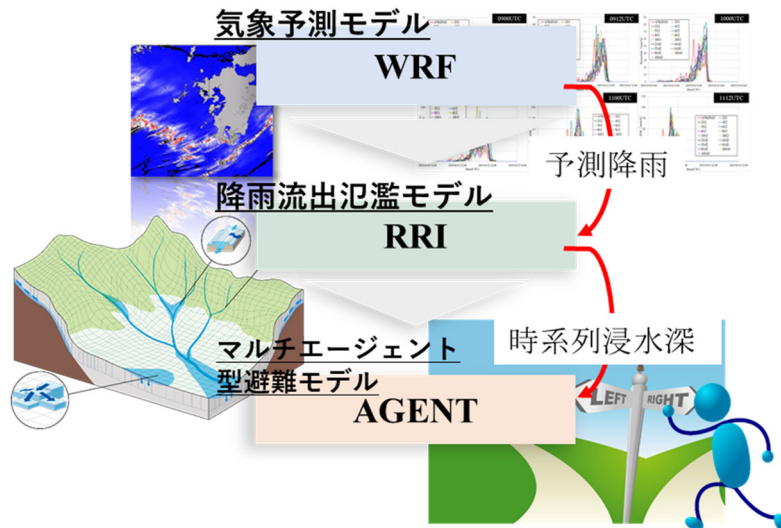 気象予測モデル
WRF
0900UTC
0912UTC
1000UTC
1100UTC
1112UTC
予測降雨
降雨流出氾濫モデル
RRI
時系列浸水深
マルチエージェント
型避難モデル
AGENT
LEFT
RIGHT